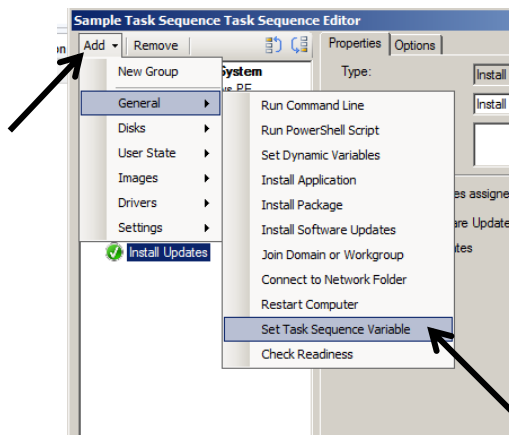 Sample Task Sequence Task Sequence Editor
Add Remove
Properties Options
New Group
System
Type:
Install
General
Install
Disks
User State
Images
Drivers
Settings
Install Updates
Run Command Line
Run PowerShell Script
Set Dynamic Variables
Install Application
Install Package
Install Software Updates
Join Domain or Workgroup
Connect to Network Folder
Restart Computer
Set Task Sequence Variable
Check Readiness
es assigne
are Update
ates